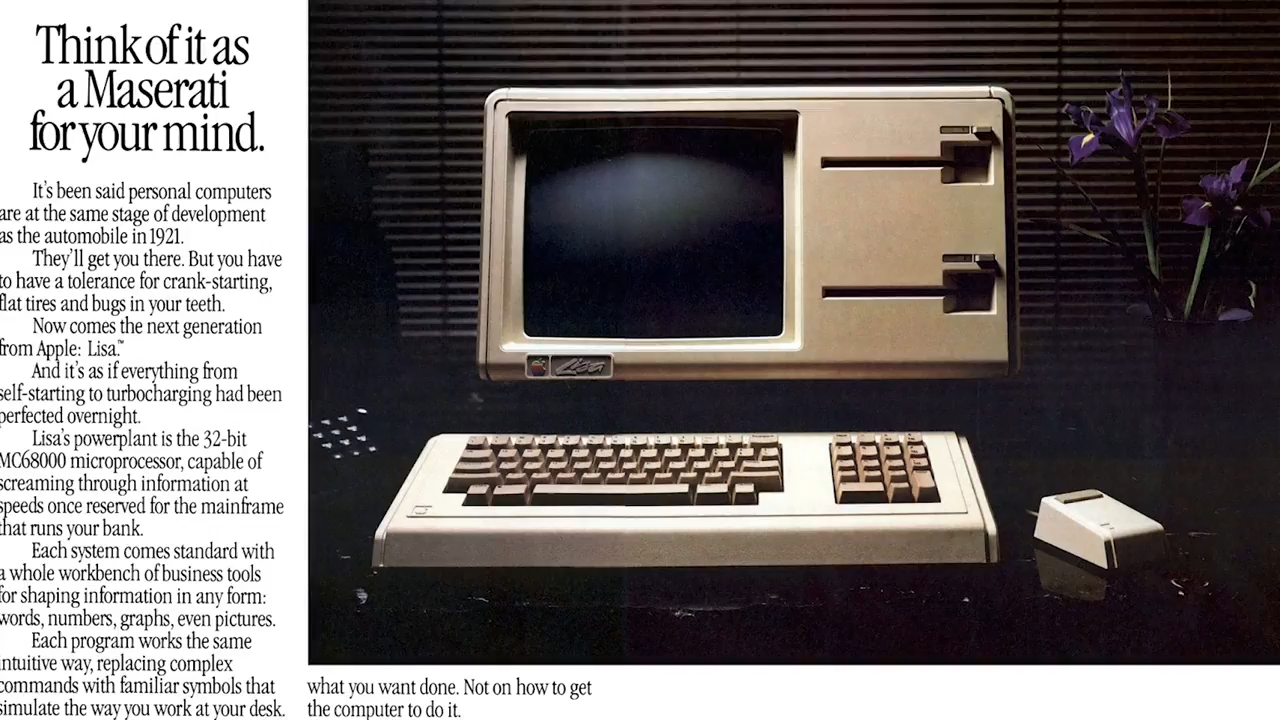 Think of it as
a Maserati
for your mind.
It's been said personal computers
are at the same stage of development
as the automobile in 1921.
They'll get you there. But you have
to have a tolerance for crank-starting,
flat tires and bugs in your teeth.
Now comes the next generation
from Apple: Lisa.™
And it's as if everything from
self-starting to turbocharging had been
perfected overnight.
Lisa's powerplant is the 32-bit
MC68000 microprocessor, capable of
screaming through information at
speeds once reserved for the mainframe
that runs your bank.
Each system comes standard with
a whole workbench of business tools
for shaping information in any form:
words, numbers, graphs, even pictures.
Each program works the same
intuitive way, replacing complex
commands with familiar symbols that
simulate the way you work at your desk.
what you want done. Not on how to get
the computer to do it.
Lisa